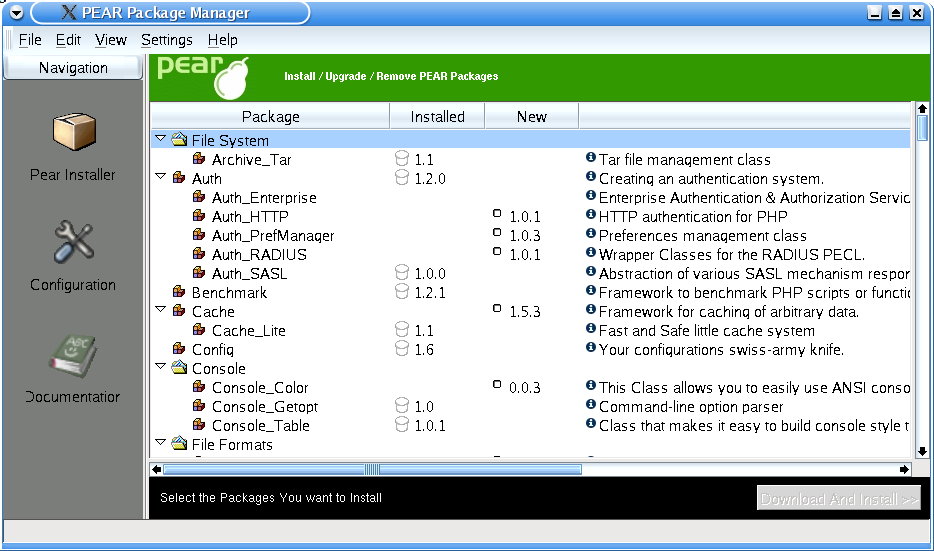 PEAR Package Manager
File Edit View Settings Help
Navigation
Pear Installer
Configuration
Documentation
pear
Install / Upgrade / Remove PEAR Packages
Package Installed New
File System
Archive_Tar 1.1 Tar file management class
Auth 1.2.0 Creating an authentication system.
Auth_Enterprise Enterprise Authentication & Authorization Servic
Auth_HTTP 1.0.1 HTTP authentication for PHP
Auth_PrefManager 1.0.3 Preferences management class
Auth_RADIUS 1.0.1 Wrapper Classes for the RADIUS PECL.
Auth_SASL 1.0.0 Abstraction of various SASL mechanism respon
Benchmark 1.2.1 Framework to benchmark PHP scripts or functio
Cache 1.5.3 Framework for caching of arbitrary data.
Cache_Lite 1.1 Fast and Safe little cache system
Config 1.6 Your configurations swiss-army knife.
Console
Console_Color 0.0.3 This Class allows you to easily use ANSI conso
Console_Getopt 1.0 Command-line option parser
Console_Table 1.0.1 Class that makes it easy to build console style t
File Formats
Select the Packages You want to Install
Download And Install >>